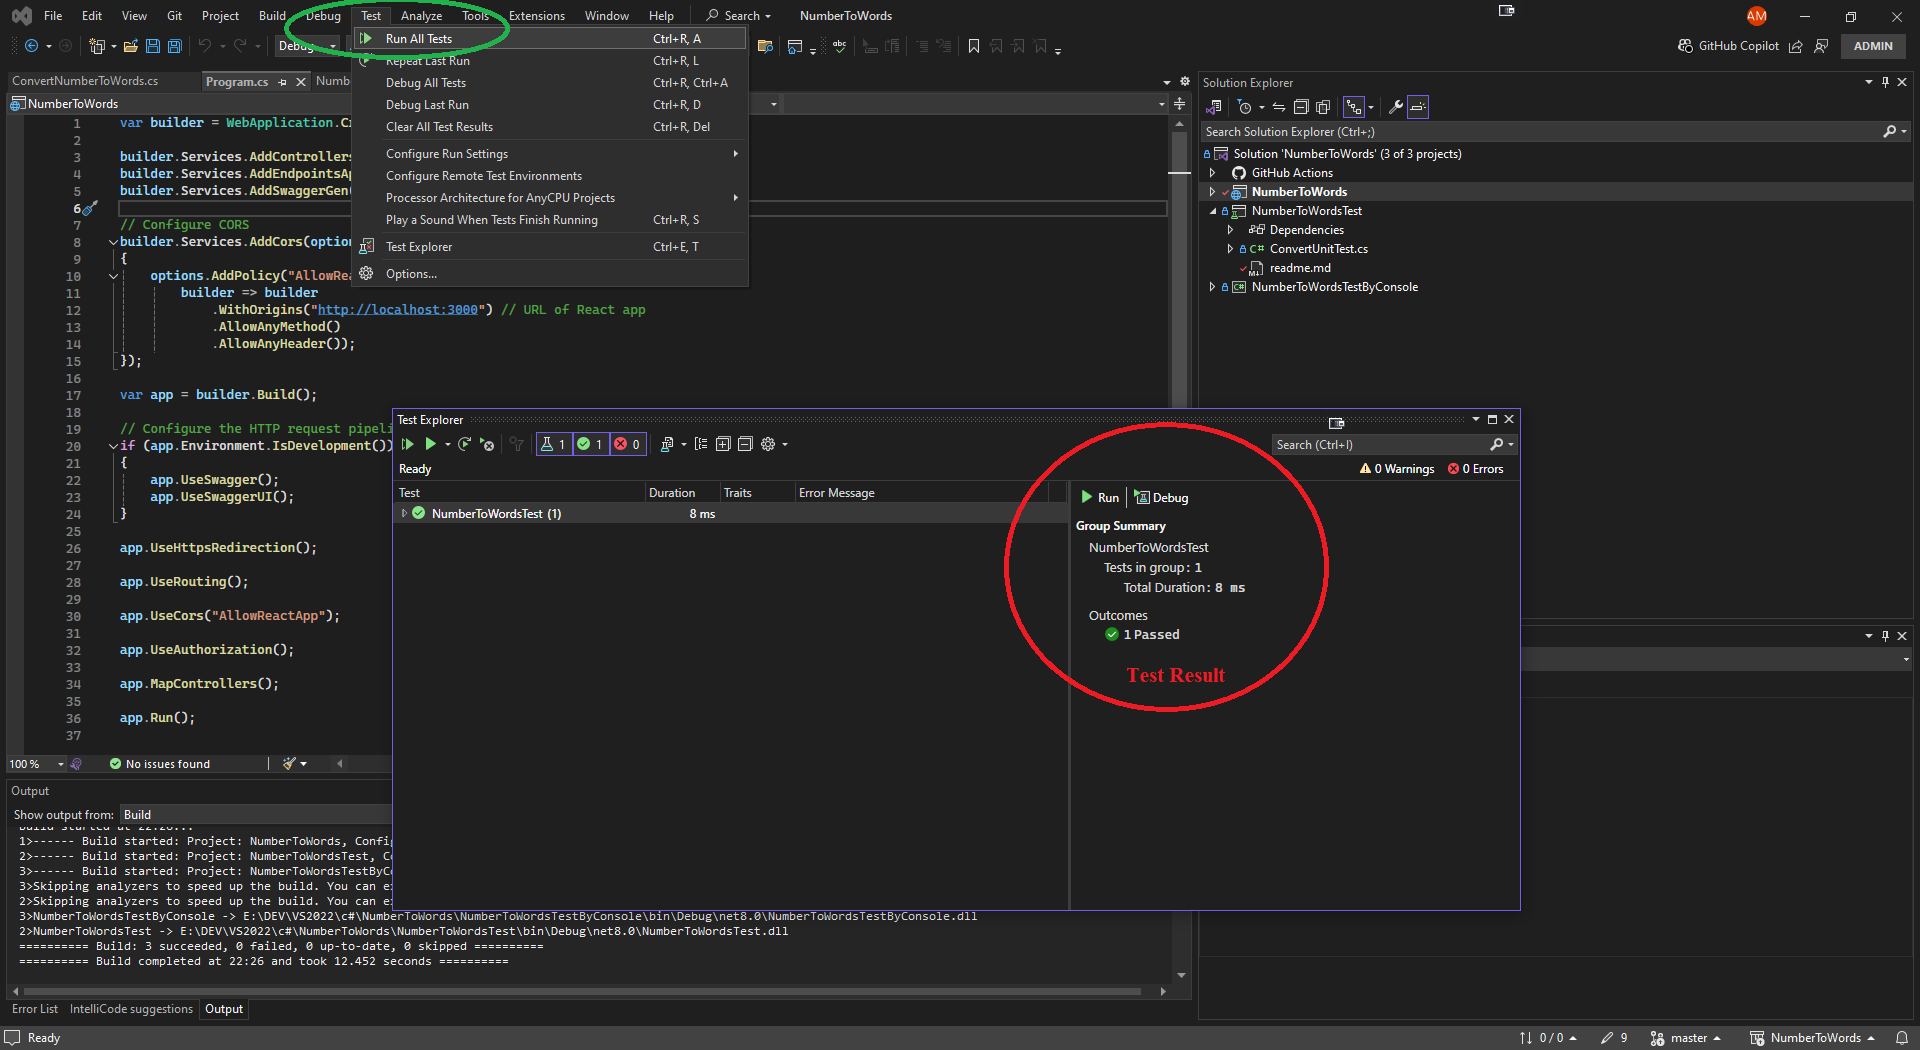 File Edit View Git Project Build Debug Test Analyze Tools Extensions Window Help Search NumberToWords AM
Debug GitHub Copilot ADMIN
Run All Tests Ctrl+R, A
Repeat Last Run Ctrl+R, L
Debug All Tests Ctrl+R, Ctrl+A
Debug Last Run Ctrl+R, D
Clear All Test Results Ctrl+R, Del
Configure Run Settings
Configure Remote Test Environments
Processor Architecture for AnyCPU Projects
Play a Sound When Tests Finish Running Ctrl+R, S
Test Explorer Ctrl+E, T
Options...
ConvertNumberToWords.cs Program.cs Numb
NumberToWords
1 var builder = WebApplication.Cr
2
3 builder.Services.AddControllers
4 builder.Services.AddEndpointsAp
5 builder.Services.AddSwaggerGen(
6
7 // Configure CORS
8 builder.Services.AddCors(option
9 {
10 options.AddPolicy("AllowRea
11 builder => builder
12 .WithOrigins("http://localhost:3000") // URL of React app
13 .AllowAnyMethod()
14 .AllowAnyHeader());
15 });
16
17 var app = builder.Build();
18
19 // Configure the HTTP request pipeli
20 if (app.Environment.IsDevelopment())
21 {
22 app.UseSwagger();
23 app.UseSwaggerUI();
24 }
25
26 app.UseHttpsRedirection();
27
28 app.UseRouting();
29
30 app.UseCors("AllowReactApp");
31
32 app.UseAuthorization();
33
34 app.MapControllers();
35
36 app.Run();
37
100 % No issues found
Solution Explorer
Search Solution Explorer (Ctrl+;)
Solution 'NumberToWords' (3 of 3 projects)
GitHub Actions
NumberToWords
NumberToWordsTest
Dependencies
C# ConvertUnitTest.cs
readme.md
NumberToWordsTestByConsole
Test Explorer
1 1 0 Search (Ctrl+I)
Ready 0 Warnings 0 Errors
Test Duration Traits Error Message
NumberToWordsTest (1) 8 ms
Run Debug
Group Summary
NumberToWordsTest
Tests in group: 1
Total Duration: 8 ms
Outcomes
1 Passed
Test Result
Output
Show output from: Build
Build started at 22:26...
1>------ Build started: Project: NumberToWords, Config
2>------ Build started: Project: NumberToWordsTest, Co
3>------ Build started: Project: NumberToWordsTestByCo
3>Skipping analyzers to speed up the build. You can ex
2>Skipping analyzers to speed up the build. You can ex
3>NumberToWordsTestByConsole -> E:\DEV\VS2022\c#\NumberToWords\NumberToWordsTestByConsole\bin\Debug\net8.0\NumberToWordsTestByConsole.dll
2>NumberToWordsTest -> E:\DEV\VS2022\c#\NumberToWords\NumberToWordsTest\bin\Debug\net8.0\NumberToWordsTest.dll
========== Build: 3 succeeded, 0 failed, 0 up-to-date, 0 skipped ==========
========== Build completed at 22:26 and took 12.452 seconds ==========
Error List IntelliCode suggestions Output
Ready 0 / 0 9 master NumberToWords